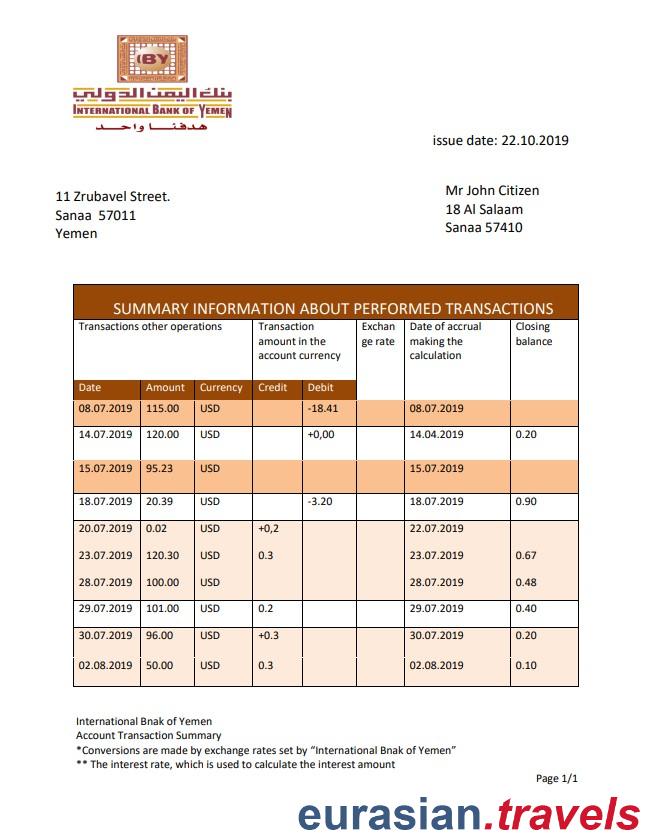 IBY
بنك اليمن الدولي
INTERNATIONAL BANK OF YEMEN
هدفنا واحد
issue date: 22.10.2019
11 Zrubavel Street.
Sanaa 57011
Yemen
Mr John Citizen
18 Al Salaam
Sanaa 57410
SUMMARY INFORMATION ABOUT PERFORMED TRANSACTIONS
Transactions other operations
Transaction
amount in the
account currency
Exchan
ge rate
Date of accrual
making the
calculation
Closing
balance
Date Amount Currency Credit Debit
08.07.2019 115.00 USD -18.41 08.07.2019
14.07.2019 120.00 USD +0,00 14.04.2019 0.20
15.07.2019 95.23 USD 15.07.2019
18.07.2019 20.39 USD -3.20 18.07.2019 0.90
20.07.2019 0.02 USD +0,2 22.07.2019
23.07.2019 120.30 USD 0.3 23.07.2019 0.67
28.07.2019 100.00 USD 28.07.2019 0.48
29.07.2019 101.00 USD 0.2 29.07.2019 0.40
30.07.2019 96.00 USD +0.3 30.07.2019 0.20
02.08.2019 50.00 USD 0.3 02.08.2019 0.10
International Bnak of Yemen
Account Transaction Summary
*Conversions are made by exchange rates set by “International Bnak of Yemen”
** The interest rate, which is used to calculate the interest amount
Page 1/1
eurasian.travels